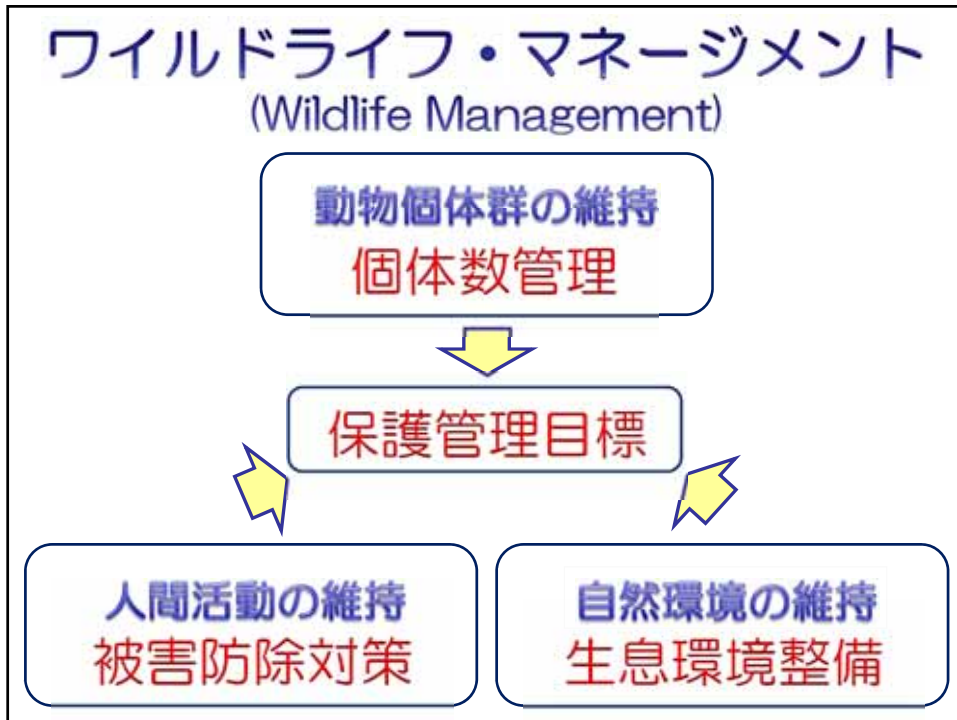 ワイルドライフ・マネージメント
(Wildlife Management)
動物個体群の維持
個体数管理
保護管理目標
人間活動の維持
被害防除対策
自然環境の維持
生息環境整備